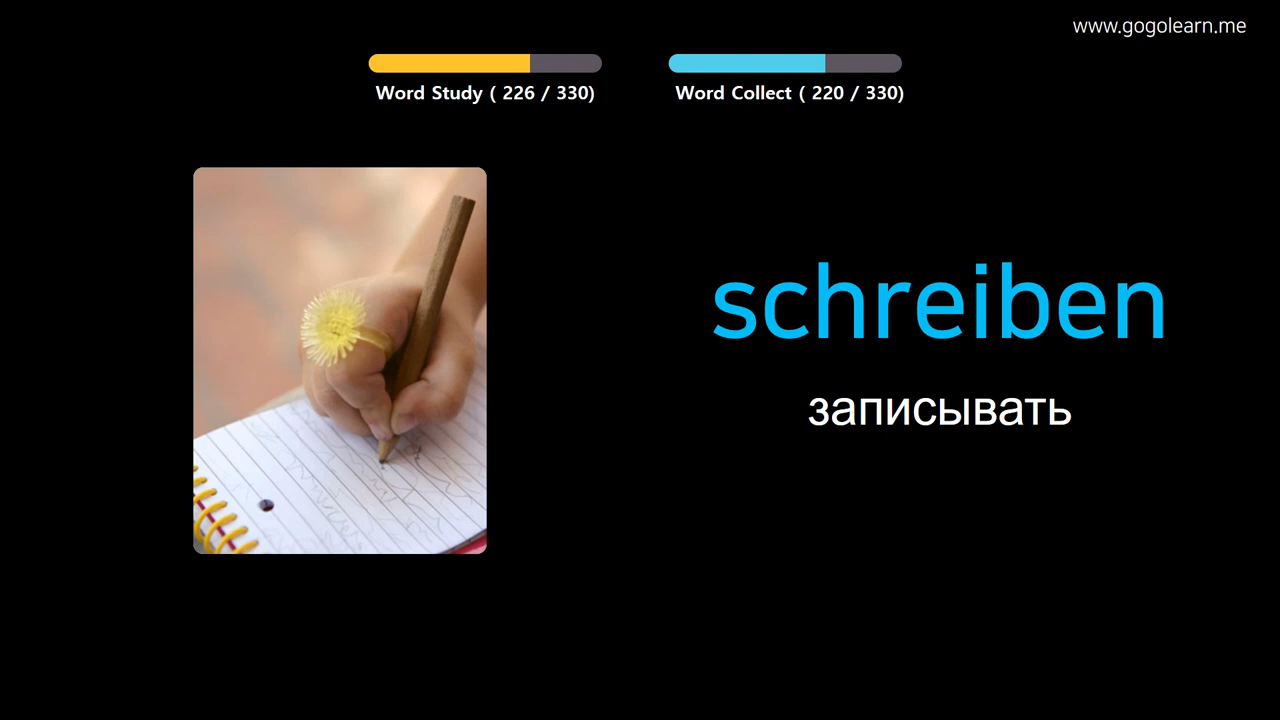 www.gogolearn.me
Word Study ( 226 / 330)
Word Collect ( 220 / 330)
schreiben
записывать